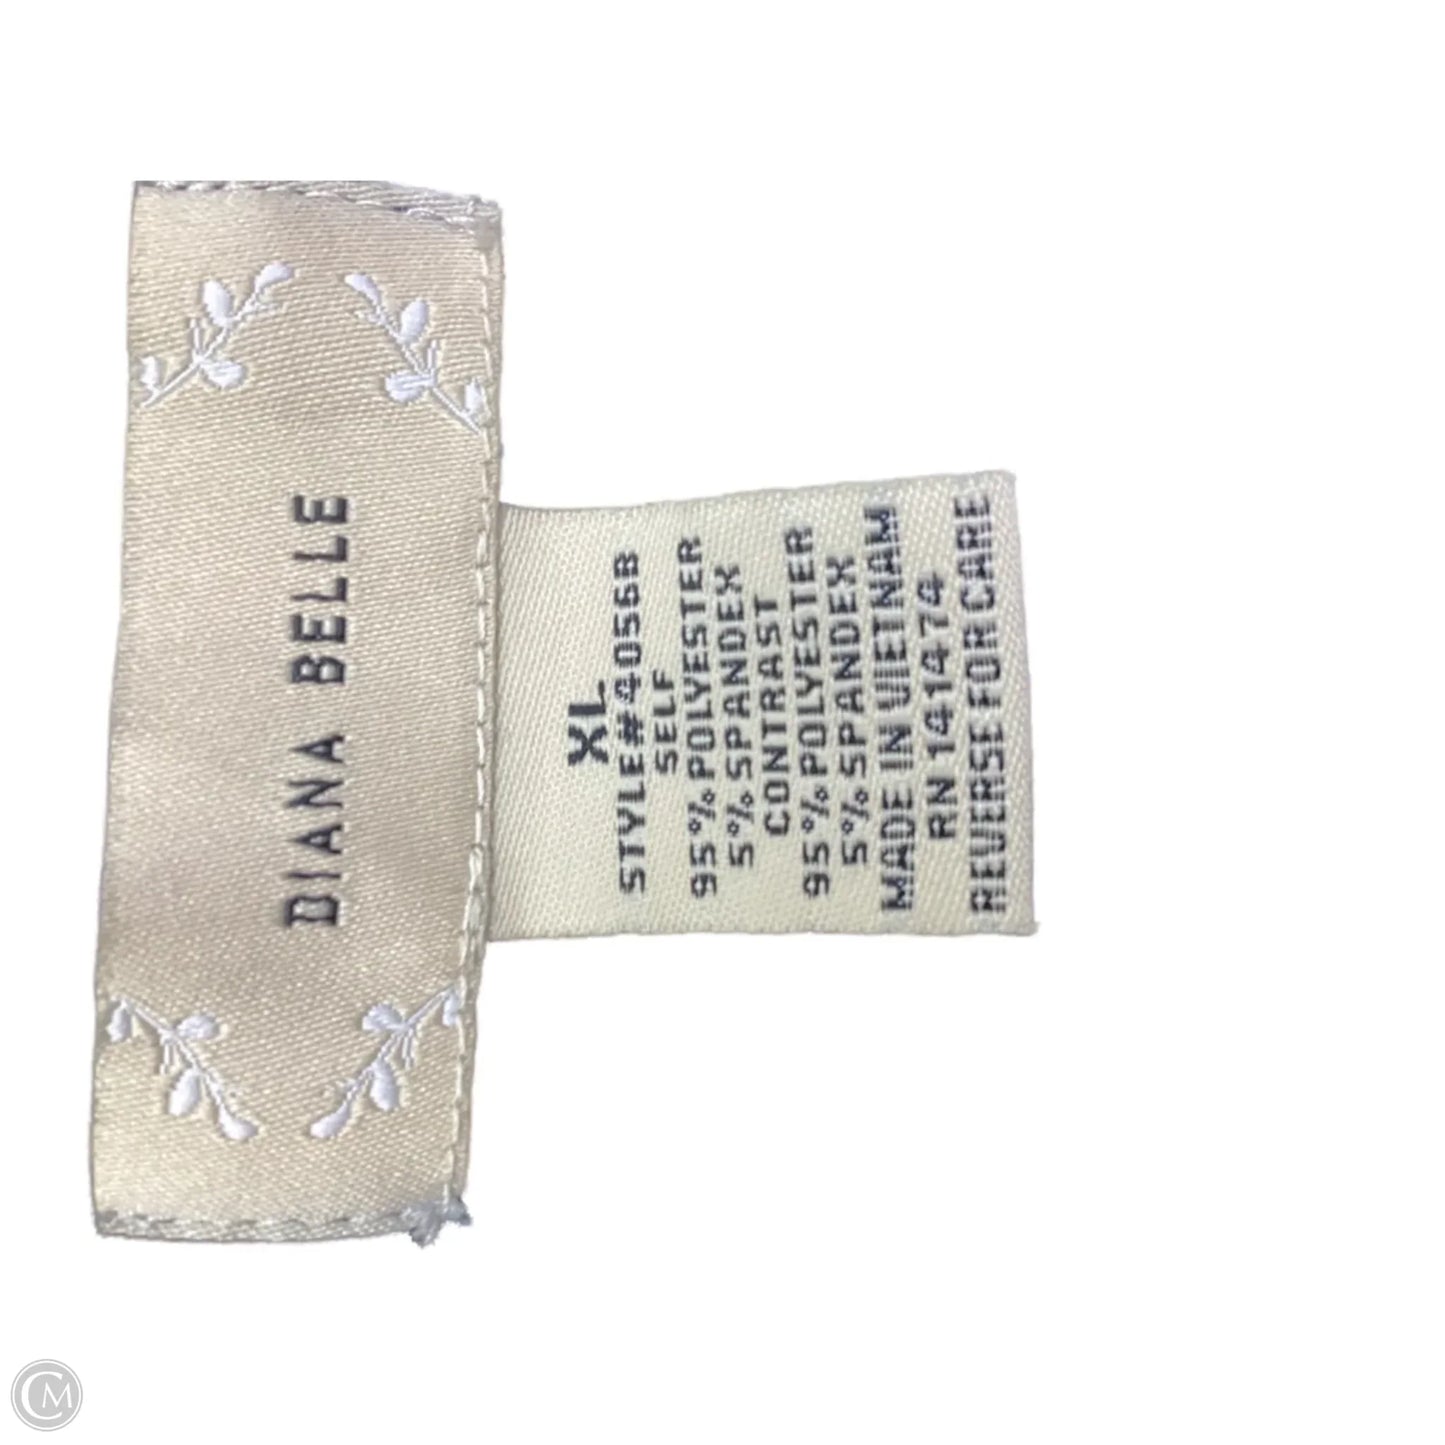 DIANA BELLE
XL
STYLE#4056B
SELF
95% POLYESTER
5% SPANDEX
CONTRAST
95% POLYESTER
5% SPANDEX
MADE IN VIETNAM
RN 141474
REVERSE FOR CARE
CM